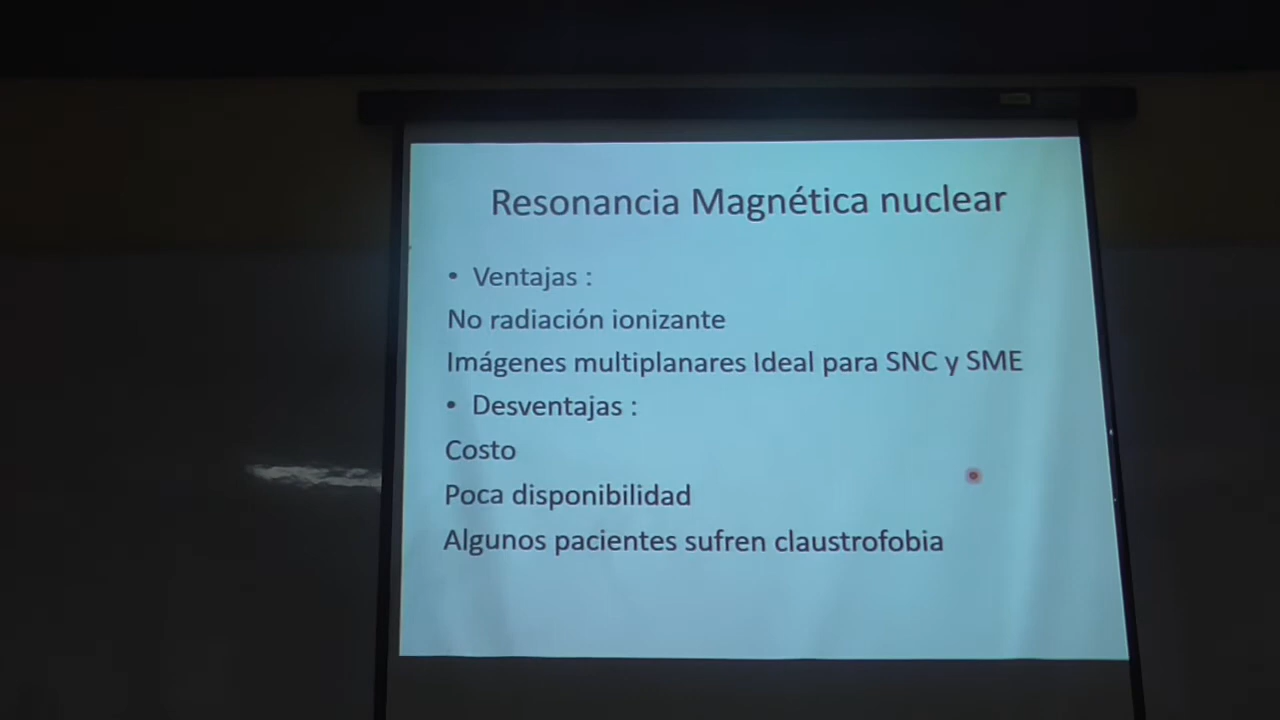 Resonancia Magnética nuclear
• Ventajas :
No radiación ionizante
Imágenes multiplanares Ideal para SNC y SME
• Desventajas :
Costo
Poca disponibilidad
Algunos pacientes sufren claustrofobia